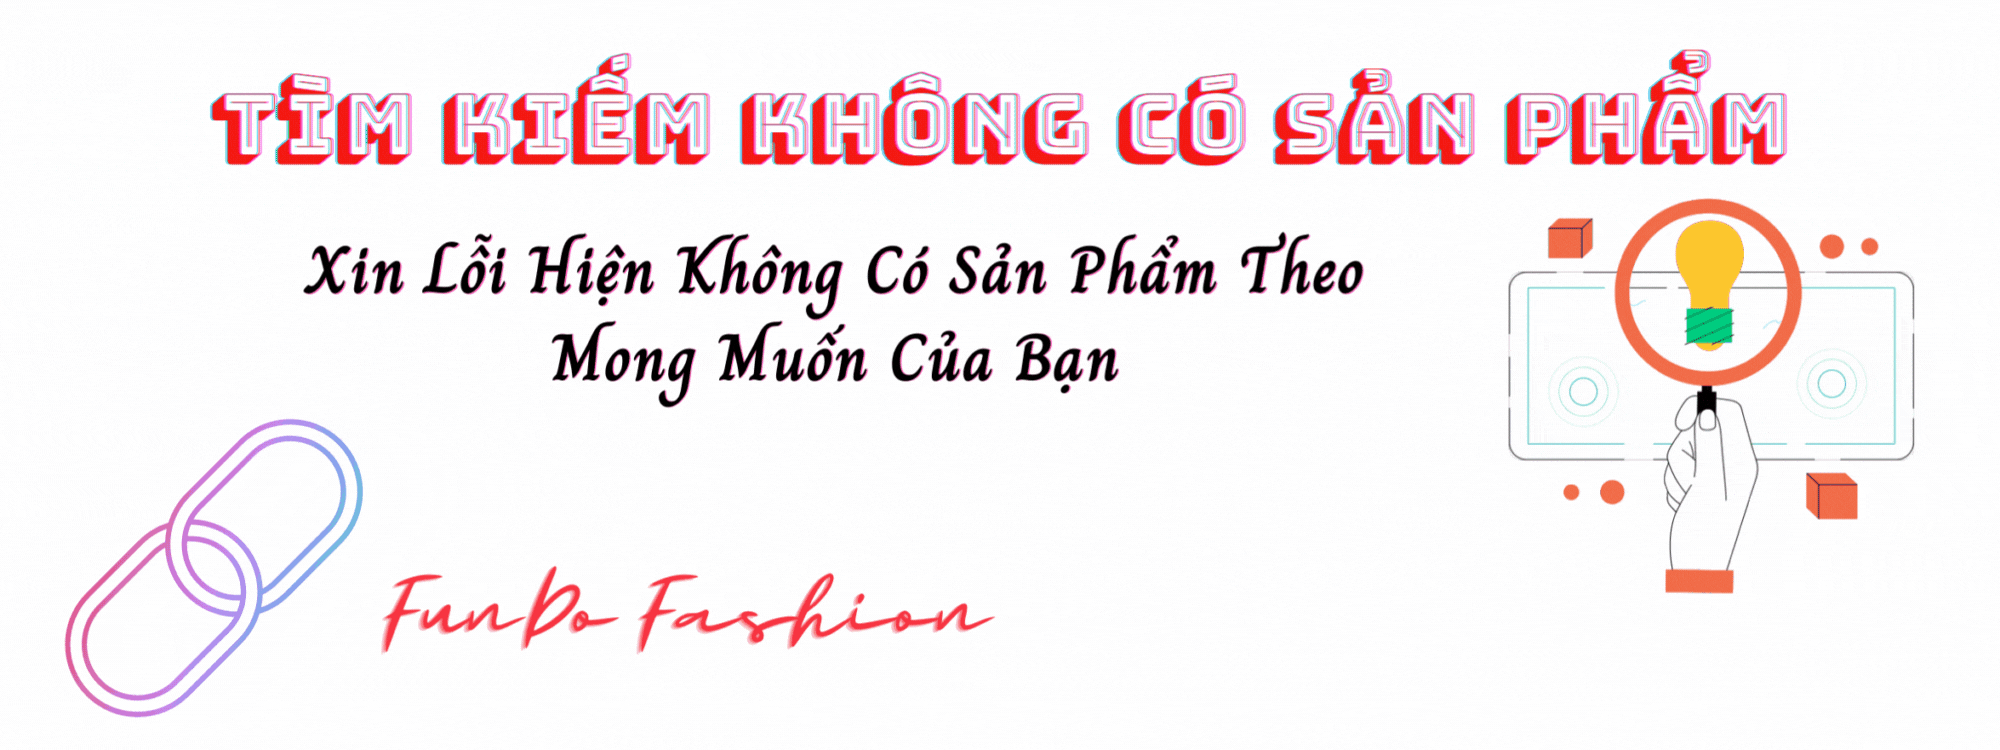 TÌM KIẾM KHÔNG CÓ SẢN PHẨM
Xin Lỗi Hiện Không Có Sản Phẩm Theo
Mong Muốn Của Bạn
FunDo Fashion